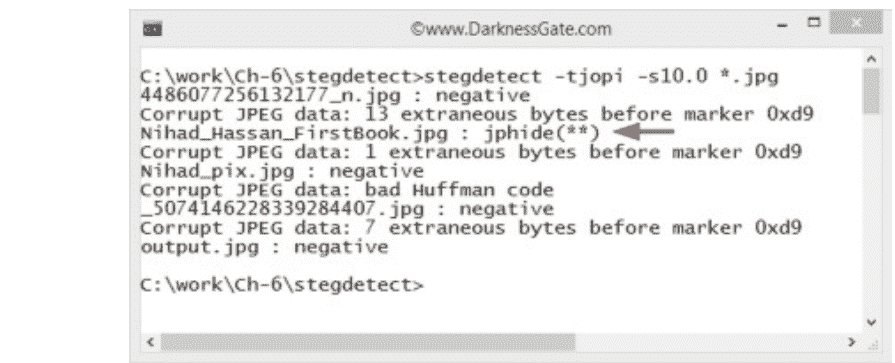 ©www.DarknessGate.com
C:\work\Ch-6\stegdetect>stegdetect -tjopi -s10.0 *.jpg
4486077256132177_n.jpg : negative
Corrupt JPEG data: 13 extraneous bytes before marker 0xd9
Nihad_Hassan_FirstBook.jpg : jphide(**)
Corrupt JPEG data: 1 extraneous bytes before marker 0xd9
Nihad_pix.jpg : negative
Corrupt JPEG data: bad Huffman code
_5074146228339284407.jpg : negative
Corrupt JPEG data: 7 extraneous bytes before marker 0xd9
output.jpg : negative
C:\work\Ch-6\stegdetect>